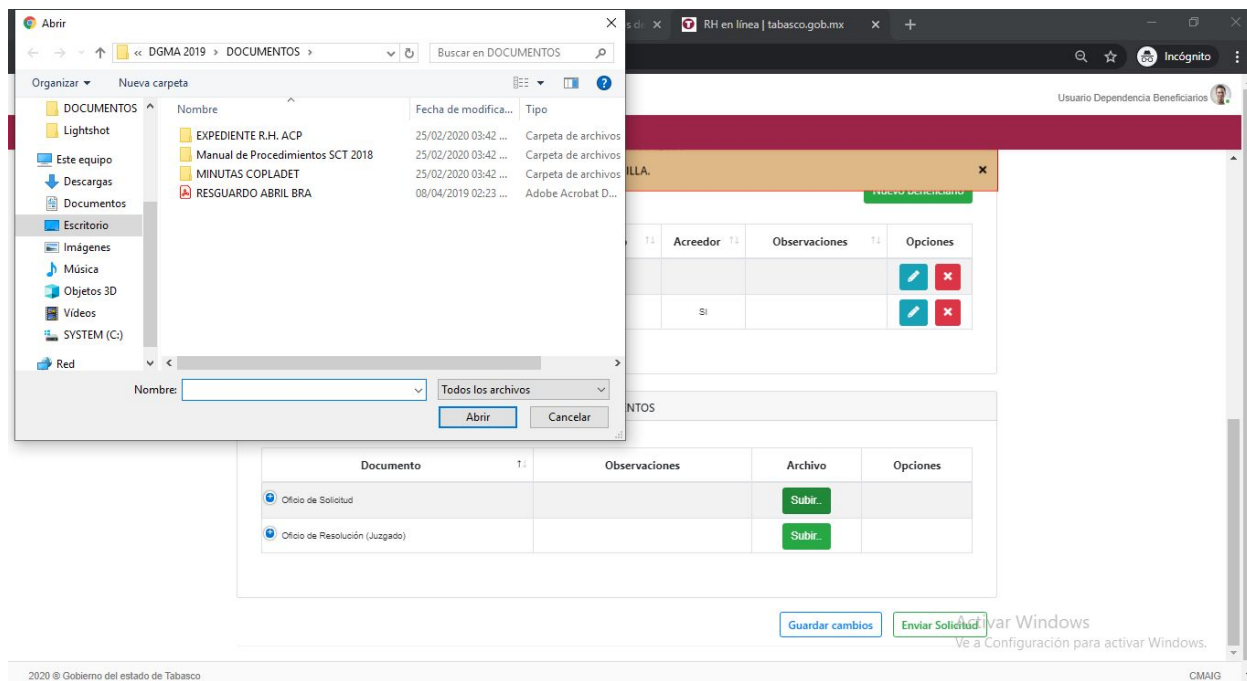 Abrir
RH en línea | tabasco.gob.mx
« DGMA 2019 › DOCUMENTOS ›
Buscar en DOCUMENTOS
Incógnito
Organizar
Nueva carpeta
Usuario Dependencia Beneficiarios
DOCUMENTOS
Lightshot
Este equipo
Descargas
Documentos
Escritorio
Imágenes
Música
Objetos 3D
Vídeos
SYSTEM (C:)
Red
Nombre Fecha de modifica... Tipo
EXPEDIENTE R.H. ACP 25/02/2020 03:42 ... Carpeta de archivos
Manual de Procedimientos SCT 2018 25/02/2020 03:42 ... Carpeta de archivos
MINUTAS COPLADET 25/02/2020 03:42 ... Carpeta de archivos
RESGUARDO ABRIL BRA 08/04/2019 02:23 ... Adobe Acrobat D...
Nombre:
Todos los archivos
Abrir
Cancelar
ILLA.
Nuevo beneficiario
Acreedor Observaciones Opciones
SI
NTOS
Documento Observaciones Archivo Opciones
Oficio de Solicitud Subir..
Oficio de Resolución (Juzgado) Subir..
Guardar cambios
Enviar Solicitud
Activar Windows
Ve a Configuración para activar Windows.
2020 © Gobierno del estado de Tabasco
CMAIG